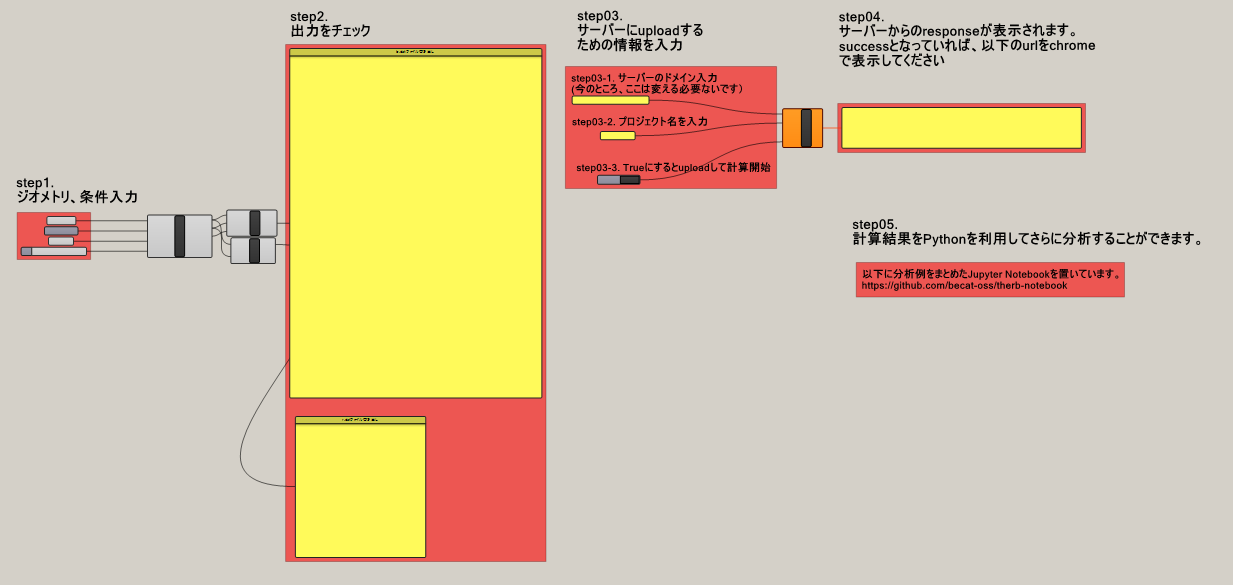 step1.
ジオメトリ、条件入力
step2.
出力をチェック
step03.
サーバーにuploadする
ための情報を入力
step03-1. サーバーのドメイン入力
(今のところ、ここは変える必要ないです)
step03-2. プロジェクト名を入力
step03-3. Trueにするとuploadして計算開始
step04.
サーバーからのresponseが表示されます。
successとなっていれば、以下のurlをchrome
で表示してください
step05.
計算結果をPythonを利用してさらに分析することができます。
以下に分析例をまとめたJupyter Notebookを置いています。
https://github.com/becat-oss/therb-notebook